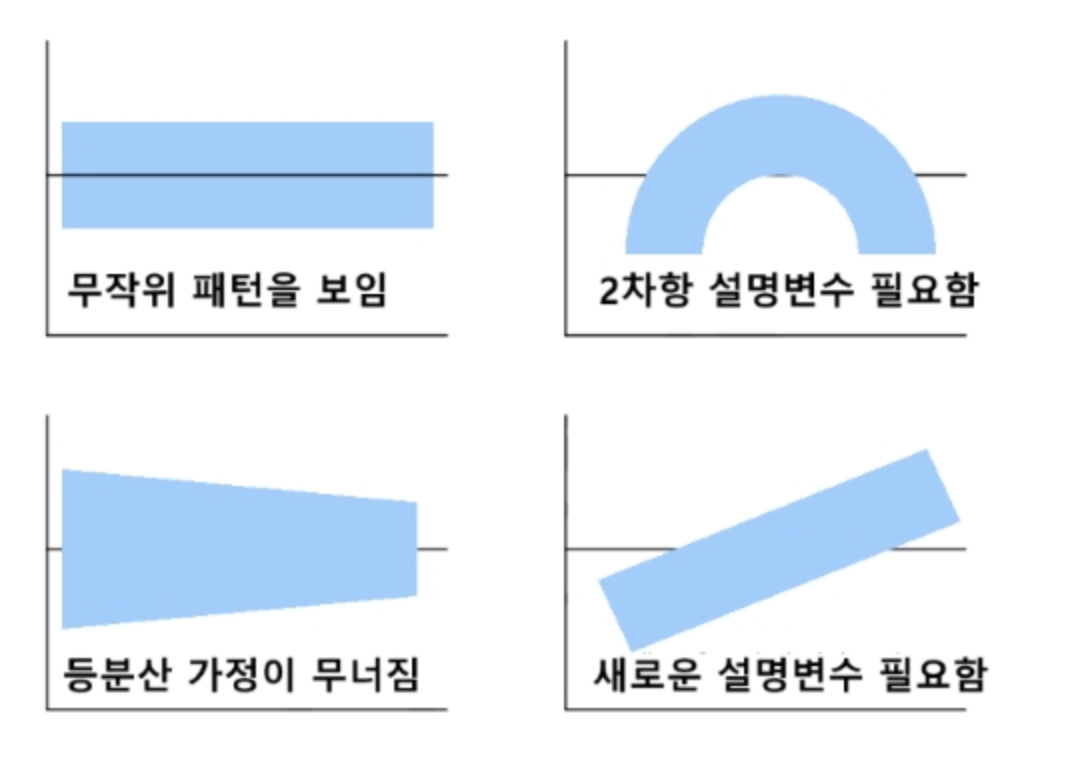 무작위 패턴을 보임
2차항 설명변수 필요함
등분산 가정이 무너짐
새로운 설명변수 필요함